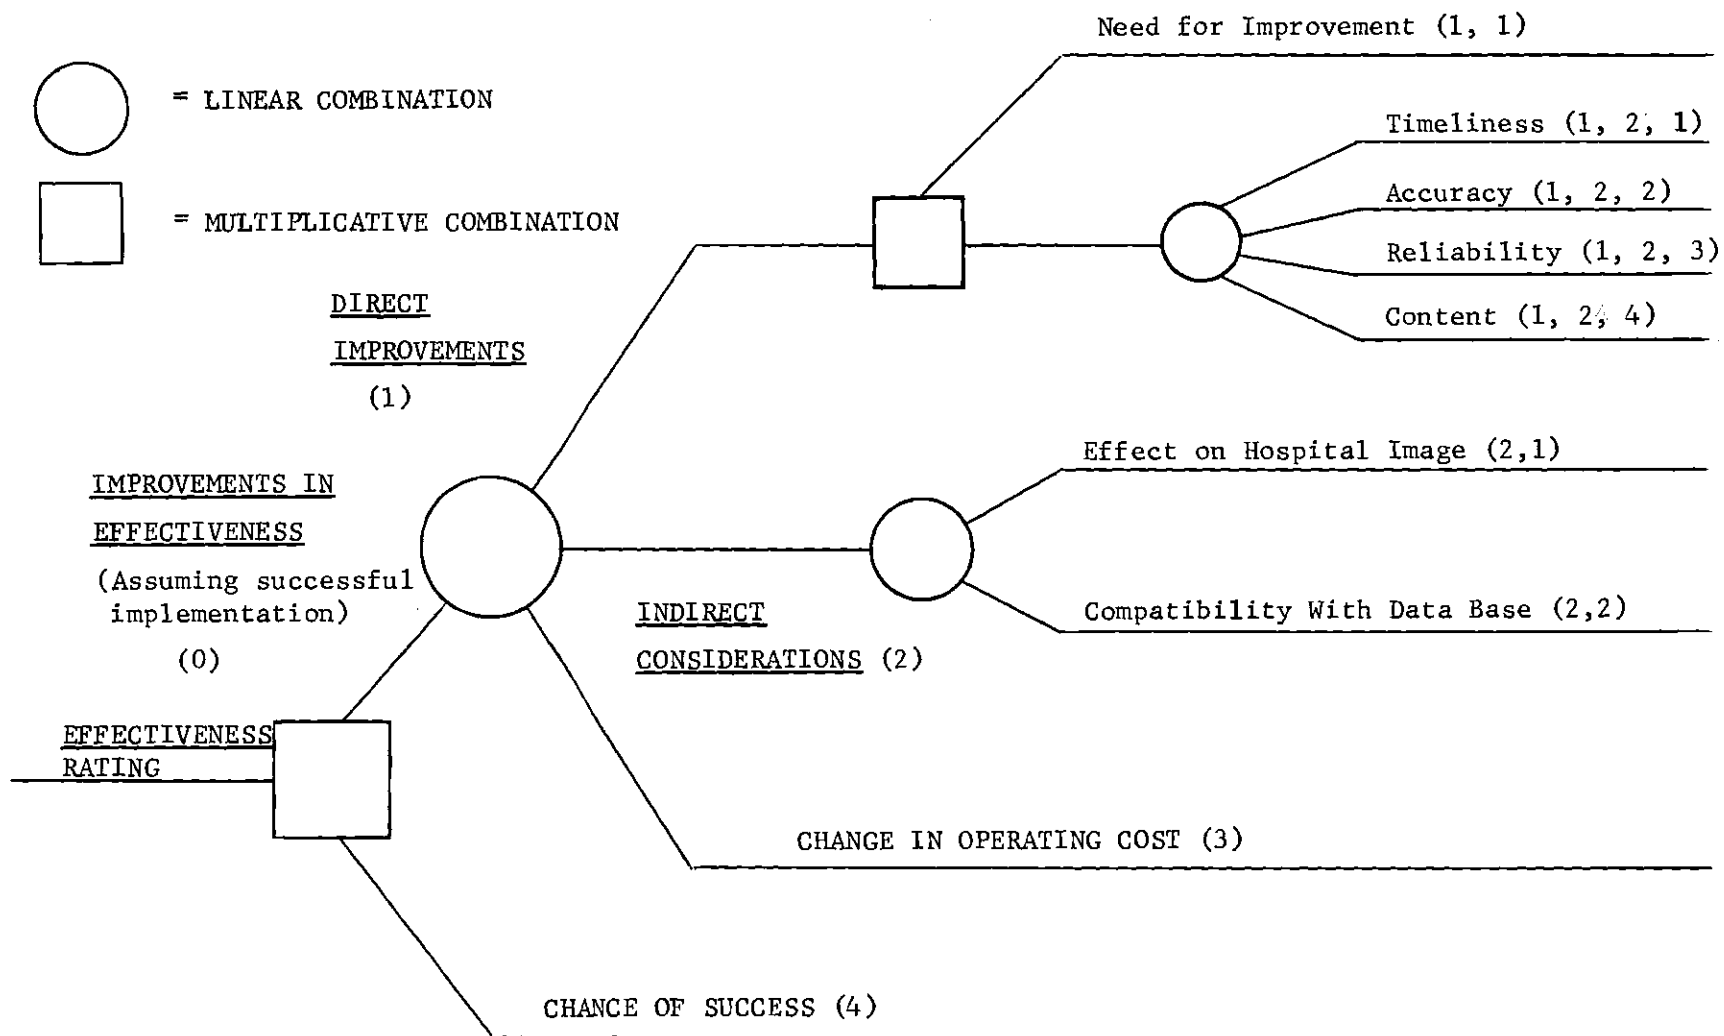 Need for Improvement (1, 1)
= LINEAR COMBINATION
Timeliness (1, 2, 1)
= MULTIPLICATIVE COMBINATION
Accuracy (1, 2, 2)
Reliability (1, 2, 3)
Content (1, 2, 4)
DIRECT
IMPROVEMENTS
(1)
Effect on Hospital Image (2,1)
IMPROVEMENTS IN
EFFECTIVENESS
(Assuming successful
implementation)
(0)
Compatibility With Data Base (2,2)
INDIRECT
CONSIDERATIONS (2)
EFFECTIVENESS
RATING
CHANGE IN OPERATING COST (3)
CHANCE OF SUCCESS (4)